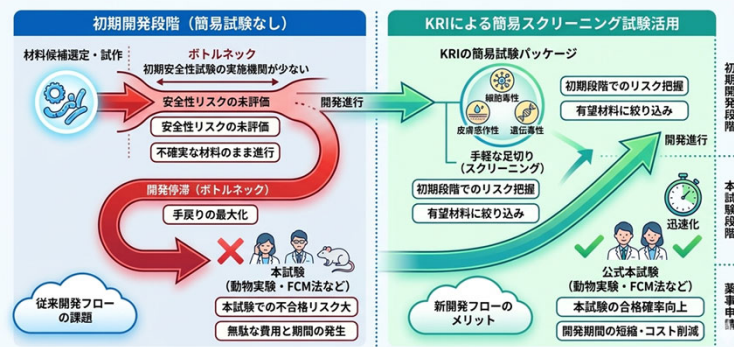 初期開発段階（簡易試験なし）
材料候補選定・試作
ボトルネック
初期安全性試験の実施機関が少ない
安全性リスクの未評価
安全性リスクの未評価
不確実な材料のまま進行
開発進行
開発停滞（ボトルネック）
手戻りの最大化
本試験
（動物実験・FCM法など）
本試験での不合格リスク大
無駄な費用と期間の発生
従来開発フロー
の課題
KRIによる簡易スクリーニング試験活用
KRIの簡易試験パッケージ
細胞毒性
皮膚感作性
遺伝毒性
手軽な足切り
（スクリーニング）
初期段階でのリスク把握
有望材料に絞り込み
初期段階でのリスク把握
有望材料に絞り込み
開発進行
迅速化
公式本試験
（動物実験・FCM法など）
本試験の合格確率向上
開発期間の短縮・コスト削減
新開発フローの
メリット
初期開発段階
本試験段階
薬事申